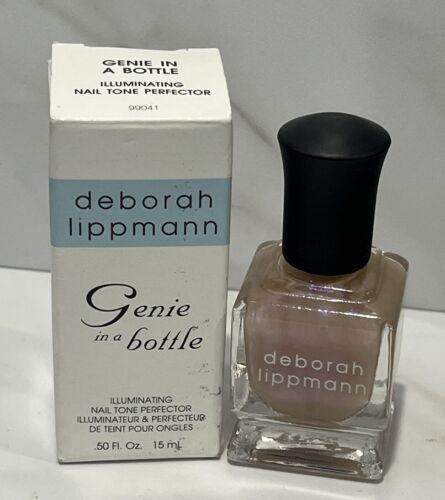 GENIE IN
A BOTTLE
ILLUMINATING
NAIL TONE PERFECTOR
99041
deborah
lippmann
Genie
in a bottle
ILLUMINATING
NAIL TONE PERFECTOR
ILLUMINATEUR & PERFECTEUR
DE TEINT POUR ONGLES
.50 Fl. Oz. 15 mL
deborah
lippmann